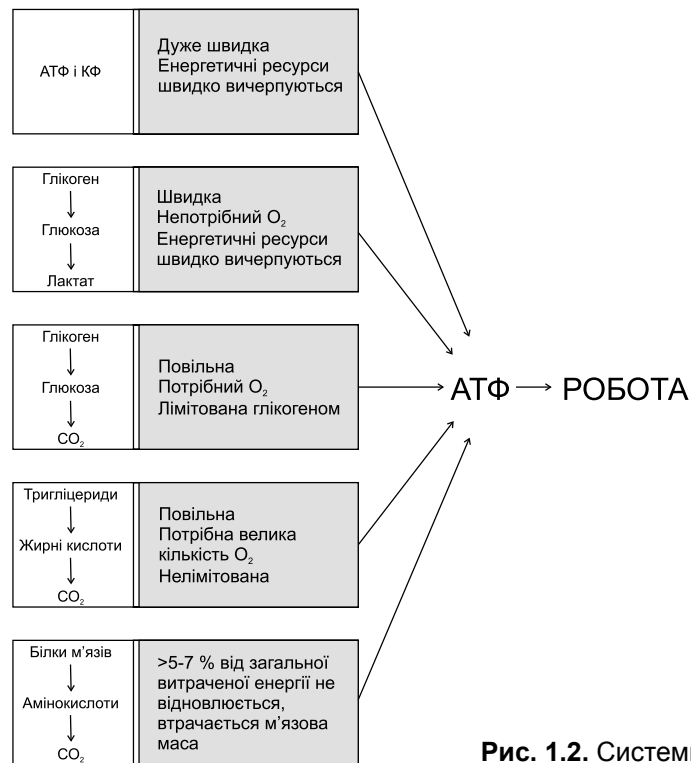 АТФ і КФ
Дуже швидка
Енергетичні ресурси
швидко вичерпуються
Глікоген
Глюкоза
Лактат
Швидка
Непотрібний O₂
Енергетичні ресурси
швидко вичерпуються
Глікоген
Глюкоза
CO₂
Повільна
Потрібний O₂
Лімітована глікогеном
АТФ
РОБОТА
Тригліцериди
Жирні кислоти
CO₂
Повільна
Потрібна велика
кількість O₂
Нелімітована
Білки м’язів
Амінокислоти
CO₂
>5-7 % від загальної
витраченої енергії не
відновлюється,
втрачається м’язова
маса
Рис. 1.2. Систем